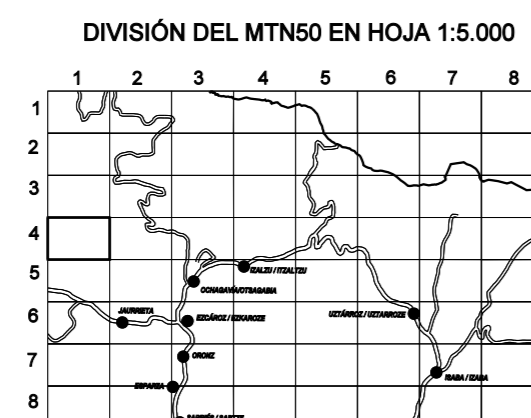 DIVISIÓN DEL MTN50 EN HOJA 1:5.000
1 2 3 4 5 6 7 8
1
2
3
4
5
6
7
8
IZALZU / ITZALTZU
OCHAGAVÍA/OTSAGABIA
JAURRIETA
EZCÁROZ / EZKAROZE
UZTÁRROZ / UZTARROZE
ORONZ
ISABA / IZABA
ESPARZA